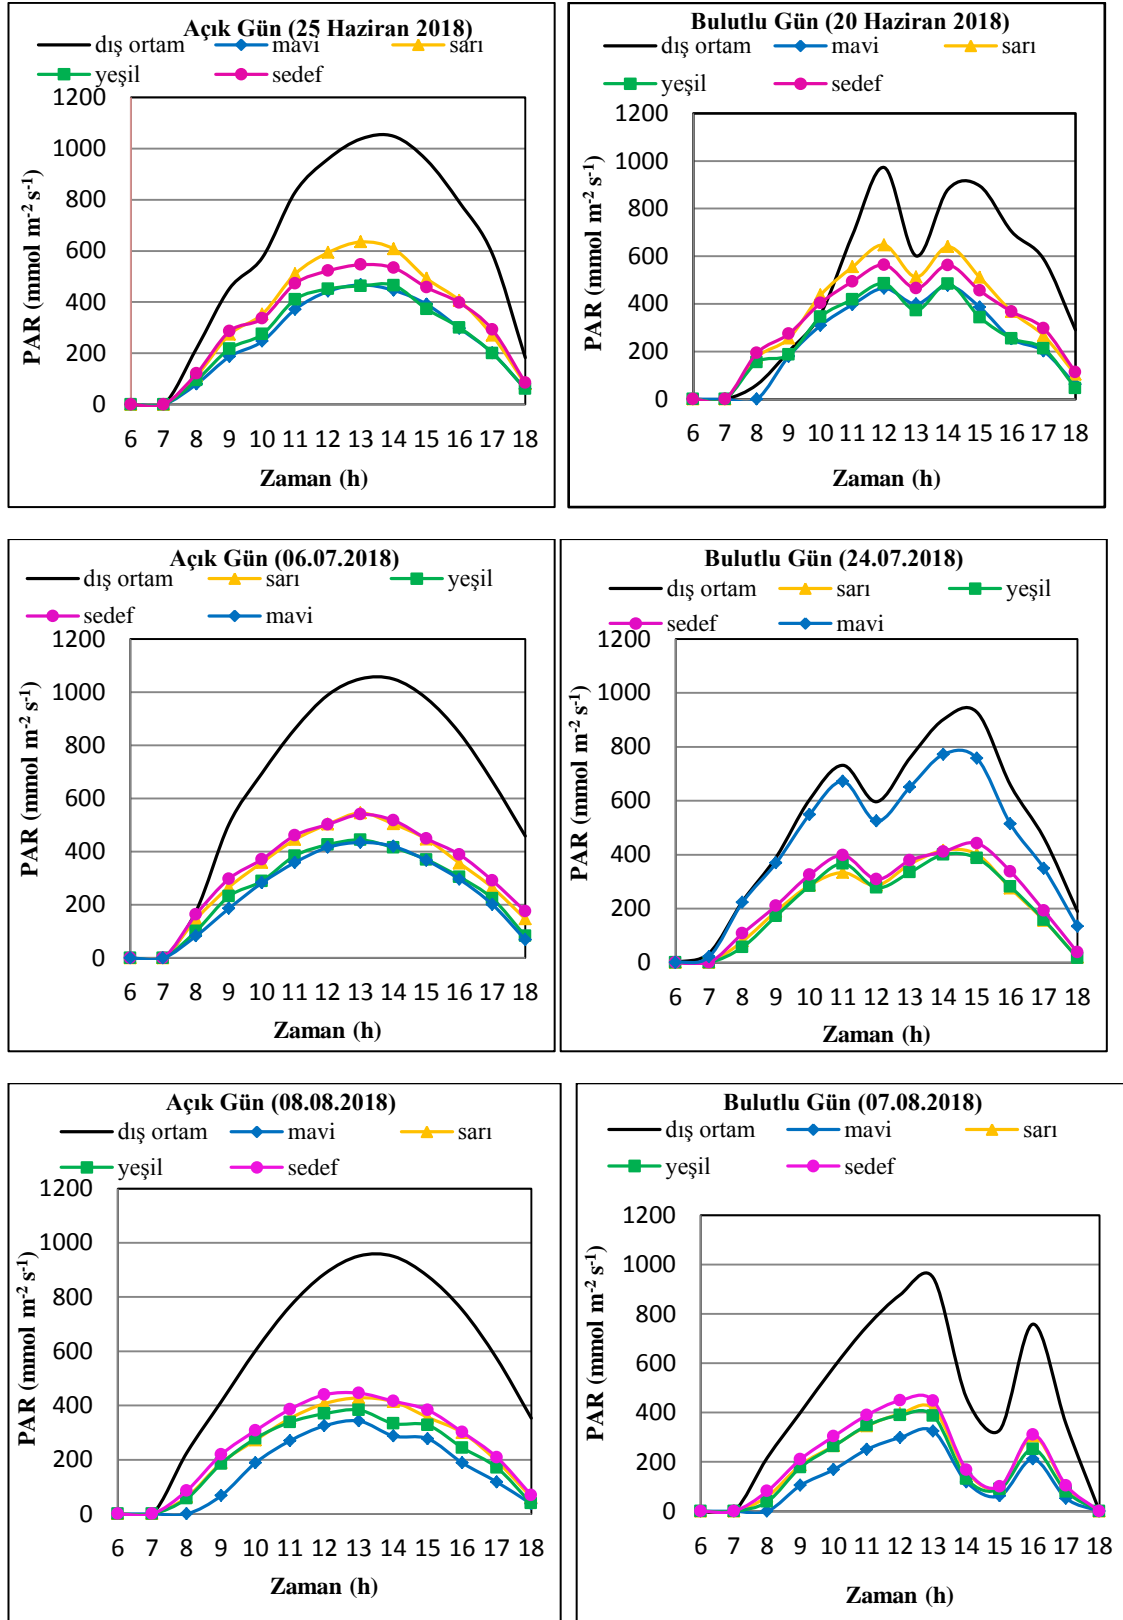 Açık Gün (25 Haziran 2018)
dış ortam mavi sarı
yeşil sedef
1200
1000
800
600
400
200
0
6 7 8 9 10 11 12 13 14 15 16 17 18
PAR (mmol m-2 s-1)
Zaman (h)
Bulutlu Gün (20 Haziran 2018)
dış ortam mavi sarı
yeşil sedef
1200
1000
800
600
400
200
0
6 7 8 9 10 11 12 13 14 15 16 17 18
PAR (mmol m-2 s-1)
Zaman (h)
Açık Gün (06.07.2018)
dış ortam sarı yeşil
sedef mavi
1200
1000
800
600
400
200
0
6 7 8 9 10 11 12 13 14 15 16 17 18
PAR (mmol m-2 s-1)
Zaman (h)
Bulutlu Gün (24.07.2018)
dış ortam sarı yeşil
sedef mavi
1200
1000
800
600
400
200
0
6 7 8 9 10 11 12 13 14 15 16 17 18
PAR (mmol m-2 s-1)
Zaman (h)
Açık Gün (08.08.2018)
dış ortam mavi sarı
yeşil sedef
1200
1000
800
600
400
200
0
6 7 8 9 10 11 12 13 14 15 16 17 18
PAR (mmol m-2 s-1)
Zaman (h)
Bulutlu Gün (07.08.2018)
dış ortam mavi sarı
yeşil sedef
1200
1000
800
600
400
200
0
6 7 8 9 10 11 12 13 14 15 16 17 18
PAR (mmol m-2 s-1)
Zaman (h)